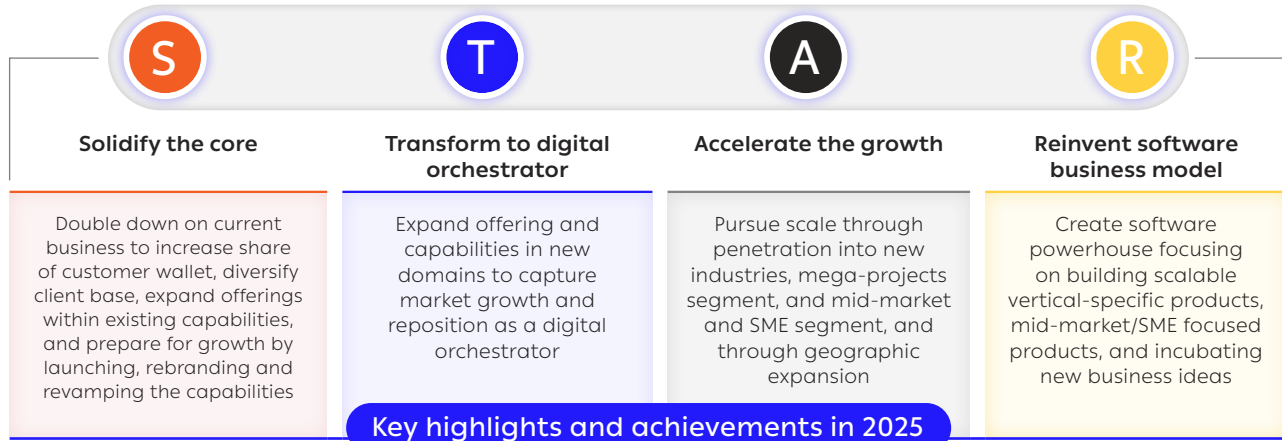 S
T
A
R
Solidify the core
Transform to digital
orchestrator
Accelerate the growth
Reinvent software
business model
Double down on current
business to increase share
of customer wallet, diversify
client base, expand offerings
within existing capabilities,
and prepare for growth by
launching, rebranding and
revamping the capabilities
Expand offering and
capabilities in new
domains to capture
market growth and
reposition as a digital
orchestrator
Pursue scale through
penetration into new
industries, mega-projects
segment, and mid-market
and SME segment, and
through geographic
expansion
Create software
powerhouse focusing
on building scalable
vertical-specific products,
mid-market/SME focused
products, and incubating
new business ideas
Key highlights and achievements in 2025